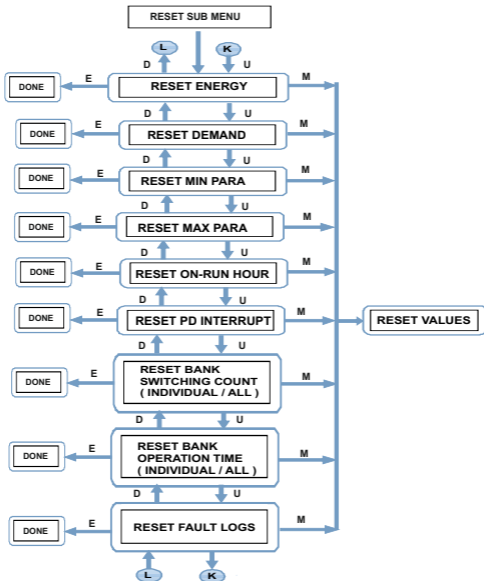 RESET SUB MENU
L
K
D
U
DONE
E
RESET ENERGY
M
D
U
DONE
E
RESET DEMAND
M
D
U
DONE
E
RESET MIN PARA
M
D
U
DONE
E
RESET MAX PARA
M
D
U
DONE
E
RESET ON-RUN HOUR
M
D
U
DONE
E
RESET PD INTERRUPT
M
RESET VALUES
D
U
DONE
E
RESET BANK
SWITCHING COUNT
( INDIVIDUAL / ALL )
M
D
U
DONE
E
RESET BANK
OPERATION TIME
( INDIVIDUAL / ALL )
M
D
U
DONE
E
RESET FAULT LOGS
M
L
K